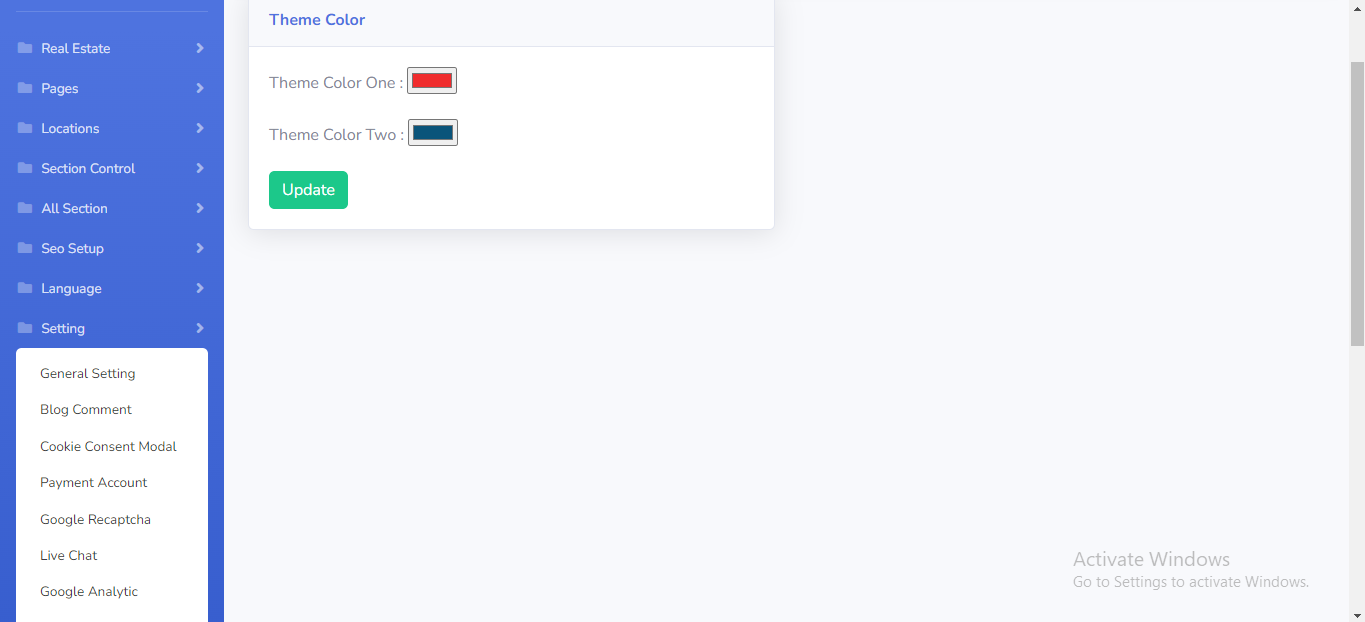 Theme Color
Real Estate
Pages
Locations
Section Control
All Section
Seo Setup
Language
Setting
General Setting
Blog Comment
Cookie Consent Modal
Payment Account
Google Recaptcha
Live Chat
Google Analytic
Theme Color One :
Theme Color Two :
Update
Activate Windows
Go to Settings to activate Windows.